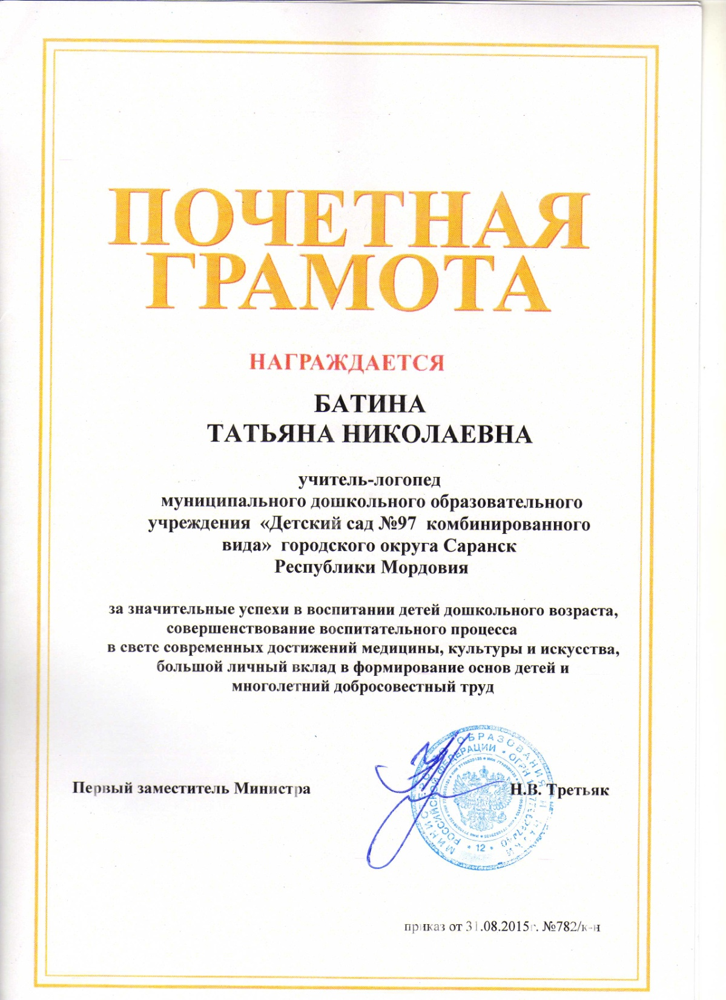 ПОЧЕТНАЯ
ГРАМОТА
НАГРАЖДАЕТСЯ
БАТИНА
ТАТЬЯНА НИКОЛАЕВНА
учитель-логопед
муниципального дошкольного образовательного
учреждения «Детский сад №97 комбинированного
вида» городского округа Саранск
Республики Мордовия
за значительные успехи в воспитании детей дошкольного возраста,
совершенствование воспитательного процесса
в свете современных достижений медицины, культуры и искусства,
большой личный вклад в формирование основ детей и
многолетний добросовестный труд
Первый заместитель Министра
Н.В. Третьяк
ОБРАЗОВАНИЯ И
РОССИЙСКОЙ ФЕДЕРАЦИИ * ОГРН
* 12 *
приказ от 31.08.2015г. №782/к-н